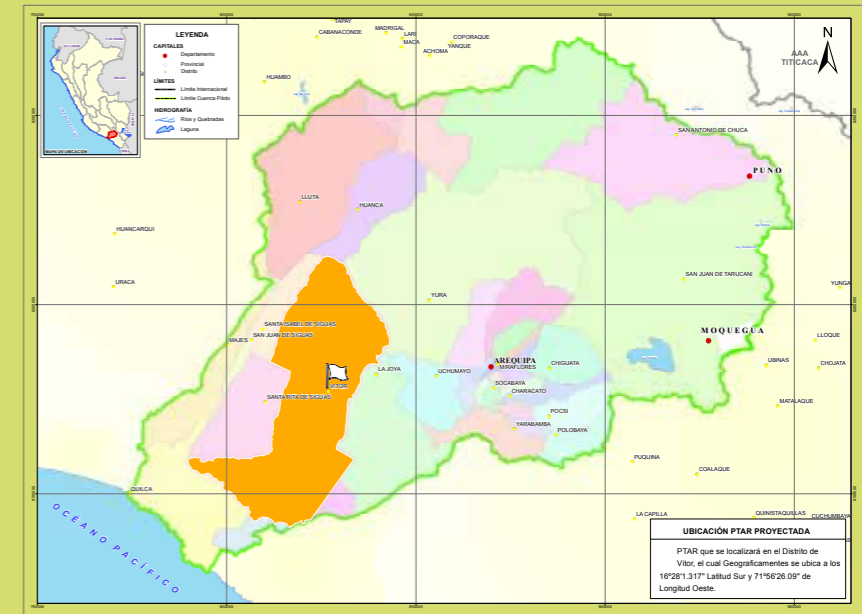 LEYENDA
CAPITALES
Departamento
Provincial
Distrito
LÍMITES
Límite Internacional
Límite Cuenca Piloto
HIDROGRAFÍA
Ríos y Quebradas
Laguna
MAPA DE UBICACIÓN
N
AAA
TITICACA
TAPAY
CABANACONDE
MADRIGAL
LARI
MACA
COPORAQUE
YANQUE
ACHOMA
HUAMBO
SAN ANTONIO DE CHUCA
PUNO
LLUTA
HUANCA
HUANCARQUI
URACA
SAN JUAN DE TARUCANI
YUNGA
YURA
SANTA ISABEL DE SIGUAS
SAN JUAN DE SIGUAS
MAJES
MOQUEGUA
LLOQUE
AREQUIPA
MIRAFLORES
CHIGUATA
UBINAS
CHOJATA
VITOR
LA JOYA
UCHUMAYO
SOCABAYA
CHARACATO
SANTA RITA DE SIGUAS
MATALAQUE
POCSI
YARABAMBA
POLOBAYA
PUQUINA
COALAQUE
QUILCA
OCÉANO PACÍFICO
LA CAPILLA
QUINISTAQUILLAS
CUCHUMBAYA
UBICACIÓN PTAR PROYECTADA
PTAR que se localizará en el Distrito de
Vitor, el cual Geograficamentes se ubica a los
16°28'1.317" Latitud Sur y 71°56'26.09" de
Longitud Oeste.